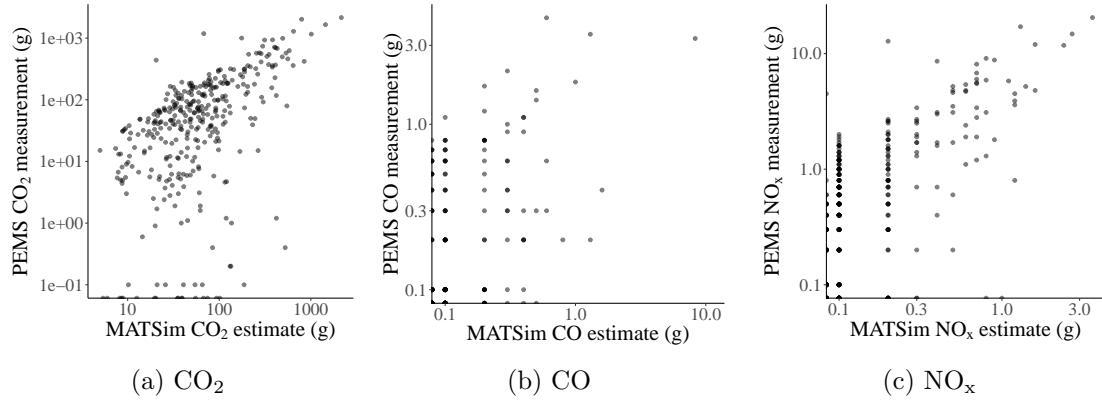 PEMS CO₂ measurement (g)
1e+03
1e+02
1e+01
1e+00
1e−01
10
100
1000
MATSim CO₂ estimate (g)
(a) CO₂
PEMS CO measurement (g)
3.0
1.0
0.3
0.1
0.1
1.0
10.0
MATSim CO estimate (g)
(b) CO
PEMS NOₓ measurement (g)
10.0
1.0
0.1
0.1
0.3
1.0
3.0
MATSim NOₓ estimate (g)
(c) NOₓ